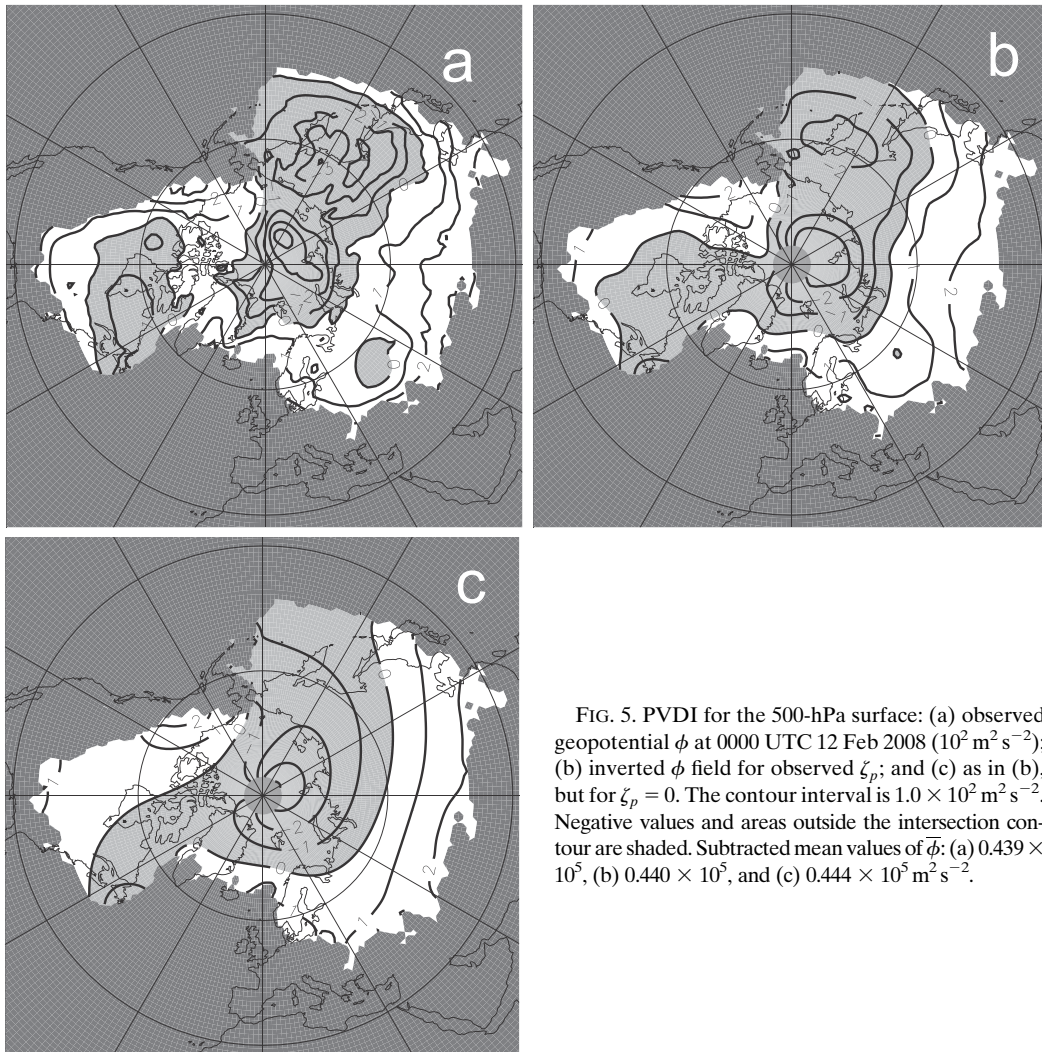 a
b
c
FIG. 5. PVDI for the 500-hPa surface: (a) observed
geopotential ϕ at 0000 UTC 12 Feb 2008 (10² m² s⁻²);
(b) inverted ϕ field for observed ζₚ; and (c) as in (b),
but for ζₚ = 0. The contour interval is 1.0 × 10² m² s⁻².
Negative values and areas outside the intersection con-
tour are shaded. Subtracted mean values of ϕ̅: (a) 0.439 ×
10⁵, (b) 0.440 × 10⁵, and (c) 0.444 × 10⁵ m² s⁻².